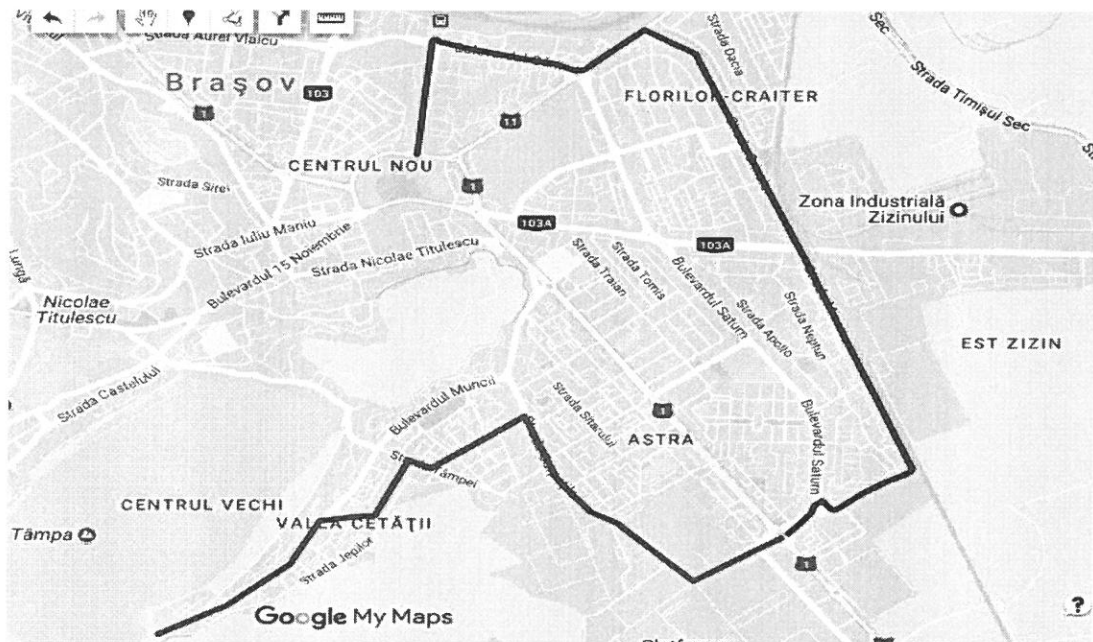 Strada Aurel Vlaicu
Strada Dacia
Sec
Strada Timișul Sec
Brașov
103
1
11
FLORILOR-CRAITER
CENTRUL NOU
1
Strada Sitei
Zona Industrială
Zizinului
103A
103A
Strada Iuliu Maniu
Bulevardul 15 Noiembrie
Strada Nicolae Titulescu
Strada Traian
Strada Tomis
Bulevardul Saturn
Strada Apollo
Strada Neptun
Lungă
Nicolae
Titulescu
EST ZIZIN
Strada Castelului
Bulevardul Muncii
Strada Sitarului
1
ASTRA
Bulevardul Saturn
CENTRUL VECHI
Tâmpa
VALEA CETĂȚII
Strada Jepilor
1
Google My Maps
?